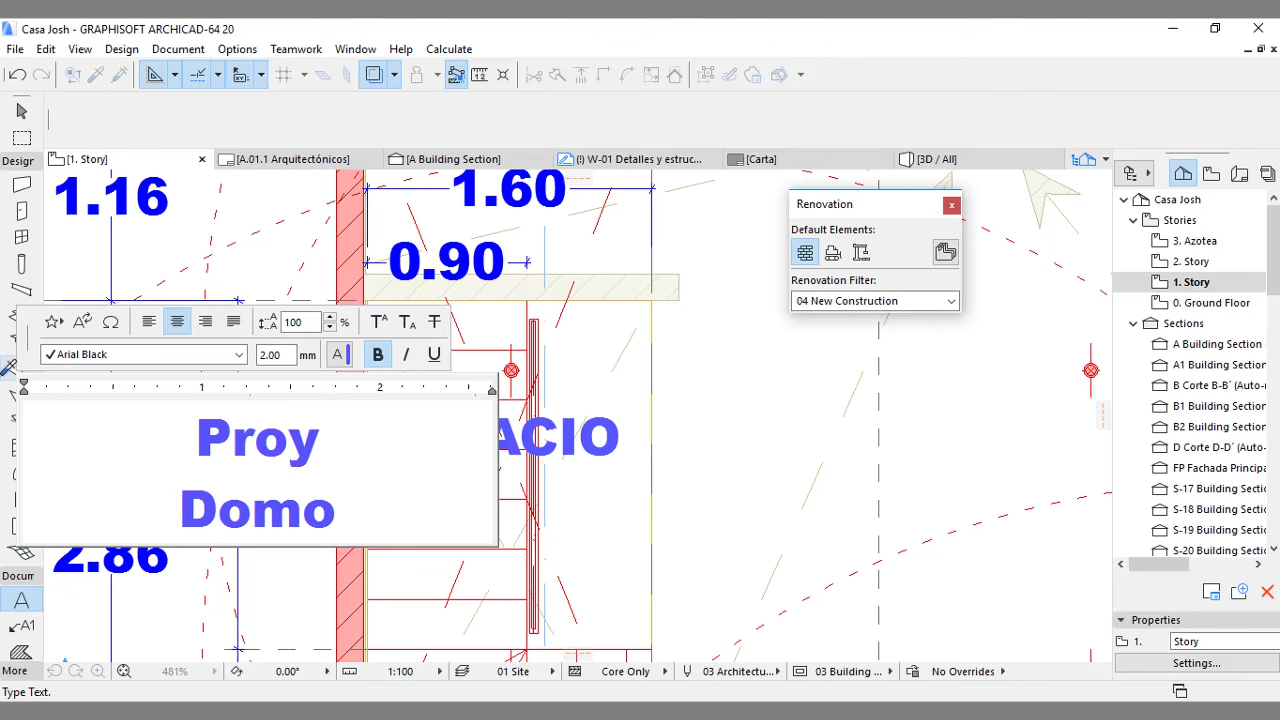 Casa Josh - GRAPHISOFT ARCHICAD-64 20
File Edit View Design Document Options Teamwork Window Help Calculate
[1. Story]
[A.01.1 Arquitectónicos]
[A Building Section]
(!) W-01 Detalles y estruc...
[Carta]
[3D / All]
Design
1.16
1.60
0.90
100 %
Arial Black
2.00 mm
A B I U
1 2
Proy
Domo
ACIO
2.86
Docum
A1
More
Renovation
Default Elements:
Renovation Filter:
04 New Construction
Casa Josh
Stories
3. Azotea
2. Story
1. Story
0. Ground Floor
Sections
A Building Section
A1 Building Section
B Corte B-B´ (Auto-r
B1 Building Section
B2 Building Section
D Corte D-D´ (Auto-
FP Fachada Principa
S-17 Building Sectio
S-18 Building Sectio
S-19 Building Sectio
S-20 Building Sectio
Properties
1. Story
Settings...
481% 0.00° 1:100 01 Site Core Only 03 Architectu... 03 Building ... No Overrides
Type Text.